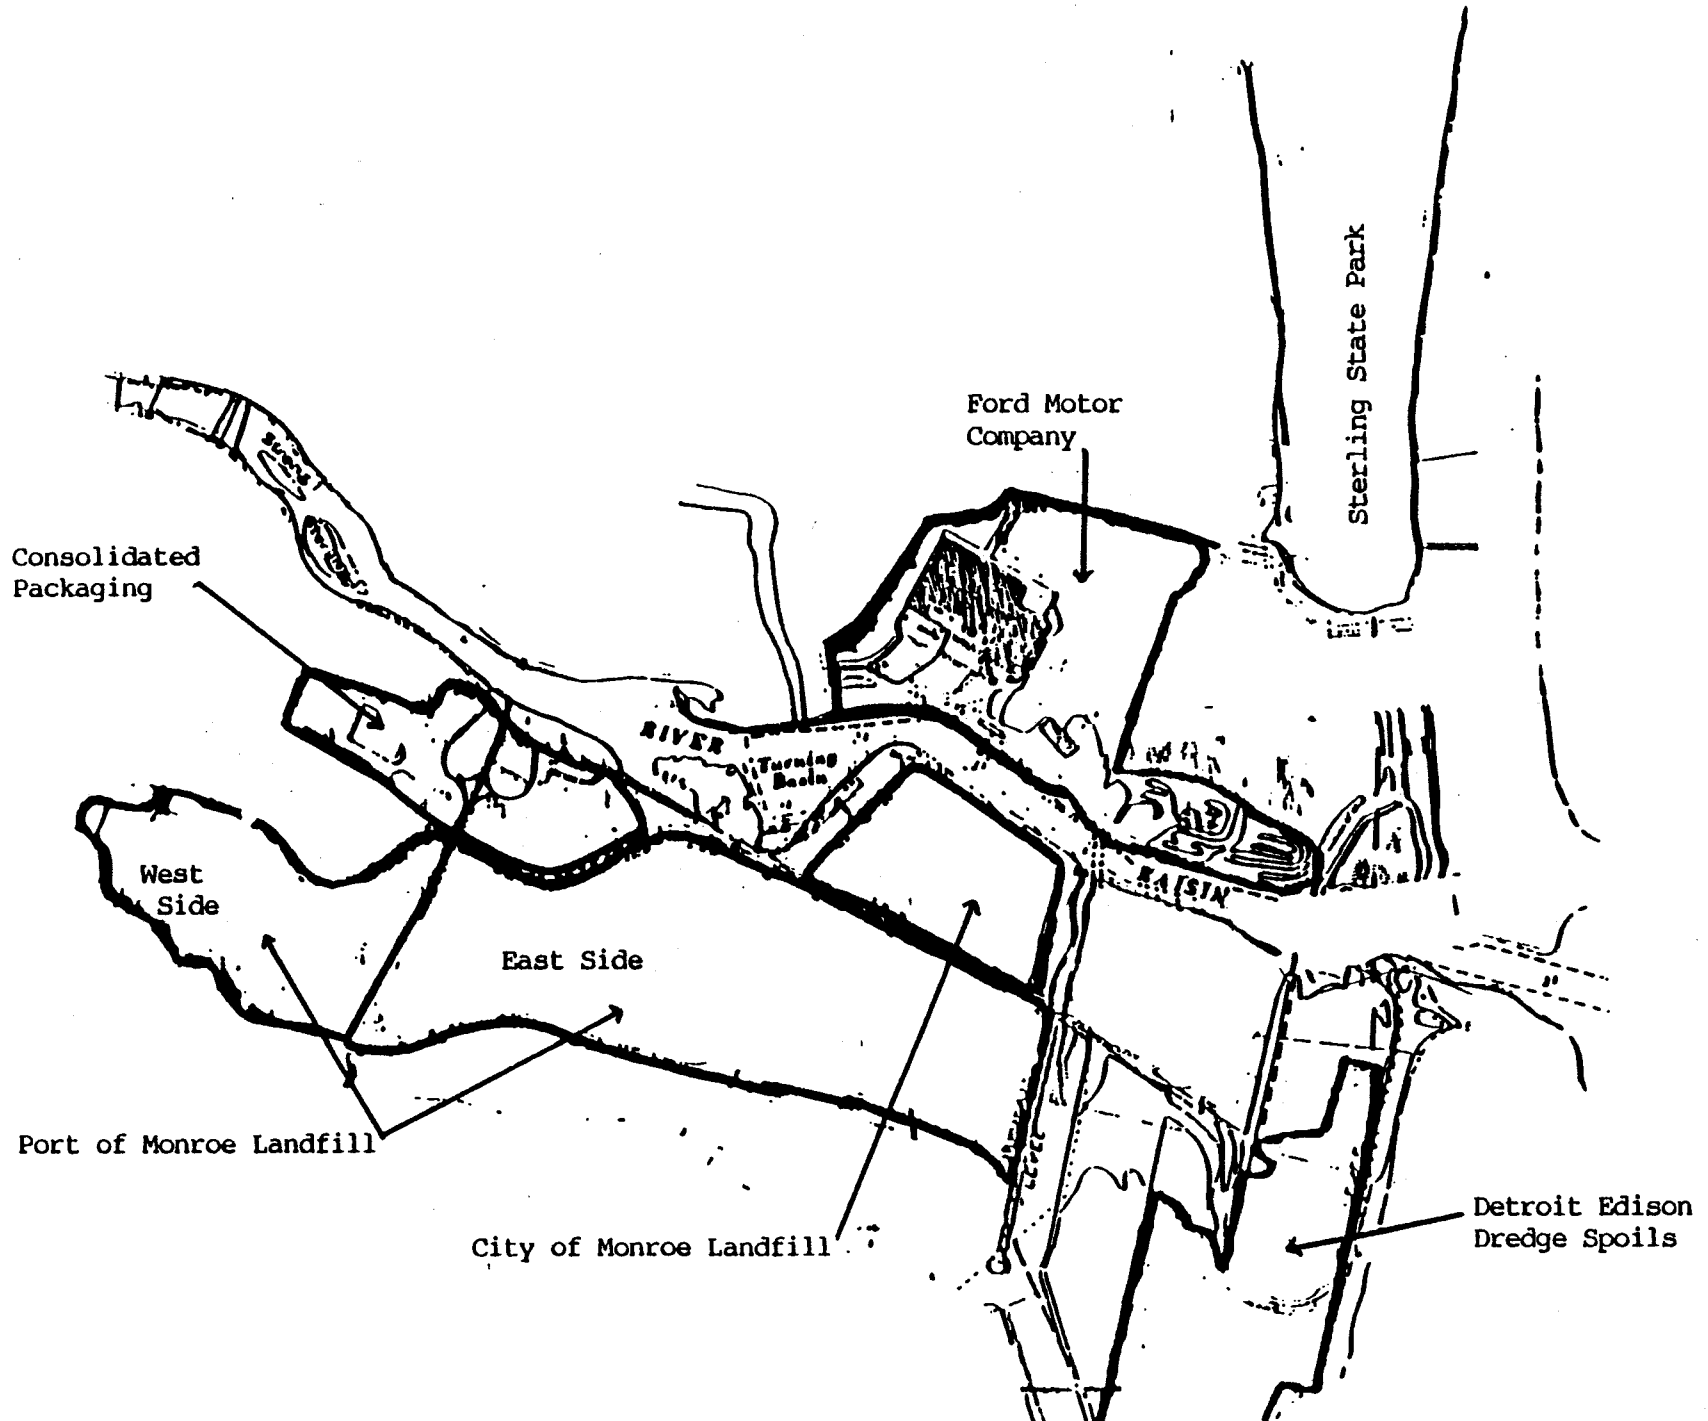 Sterling State Park
Ford Motor
Company
Consolidated
Packaging
RIVER
Turning
Basin
West
Side
RAISIN
East Side
Port of Monroe Landfill
City of Monroe Landfill
Detroit Edison
Dredge Spoils